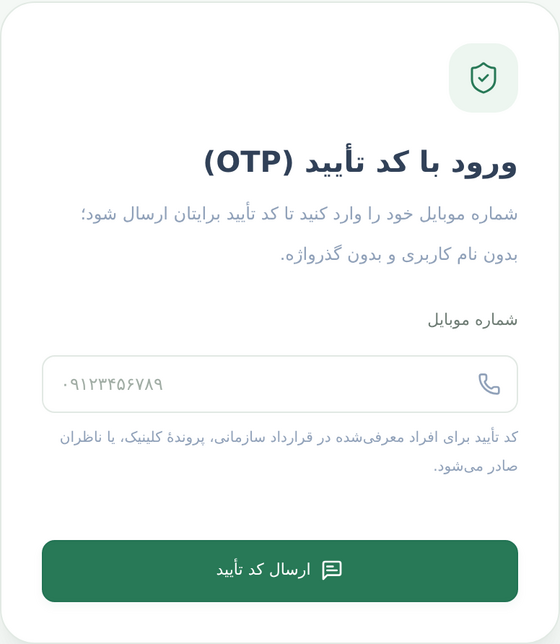 ورود با کد تأیید (OTP)
شماره موبایل خود را وارد کنید تا کد تأیید برایتان ارسال شود؛
بدون نام کاربری و بدون گذرواژه.
شماره موبایل
۰۹۱۲۳۴۵۶۷۸۹
کد تأیید برای افراد معرفی‌شده در قرارداد سازمانی، پروندهٔ کلینیک، یا ناظران
صادر می‌شود.
ارسال کد تأیید